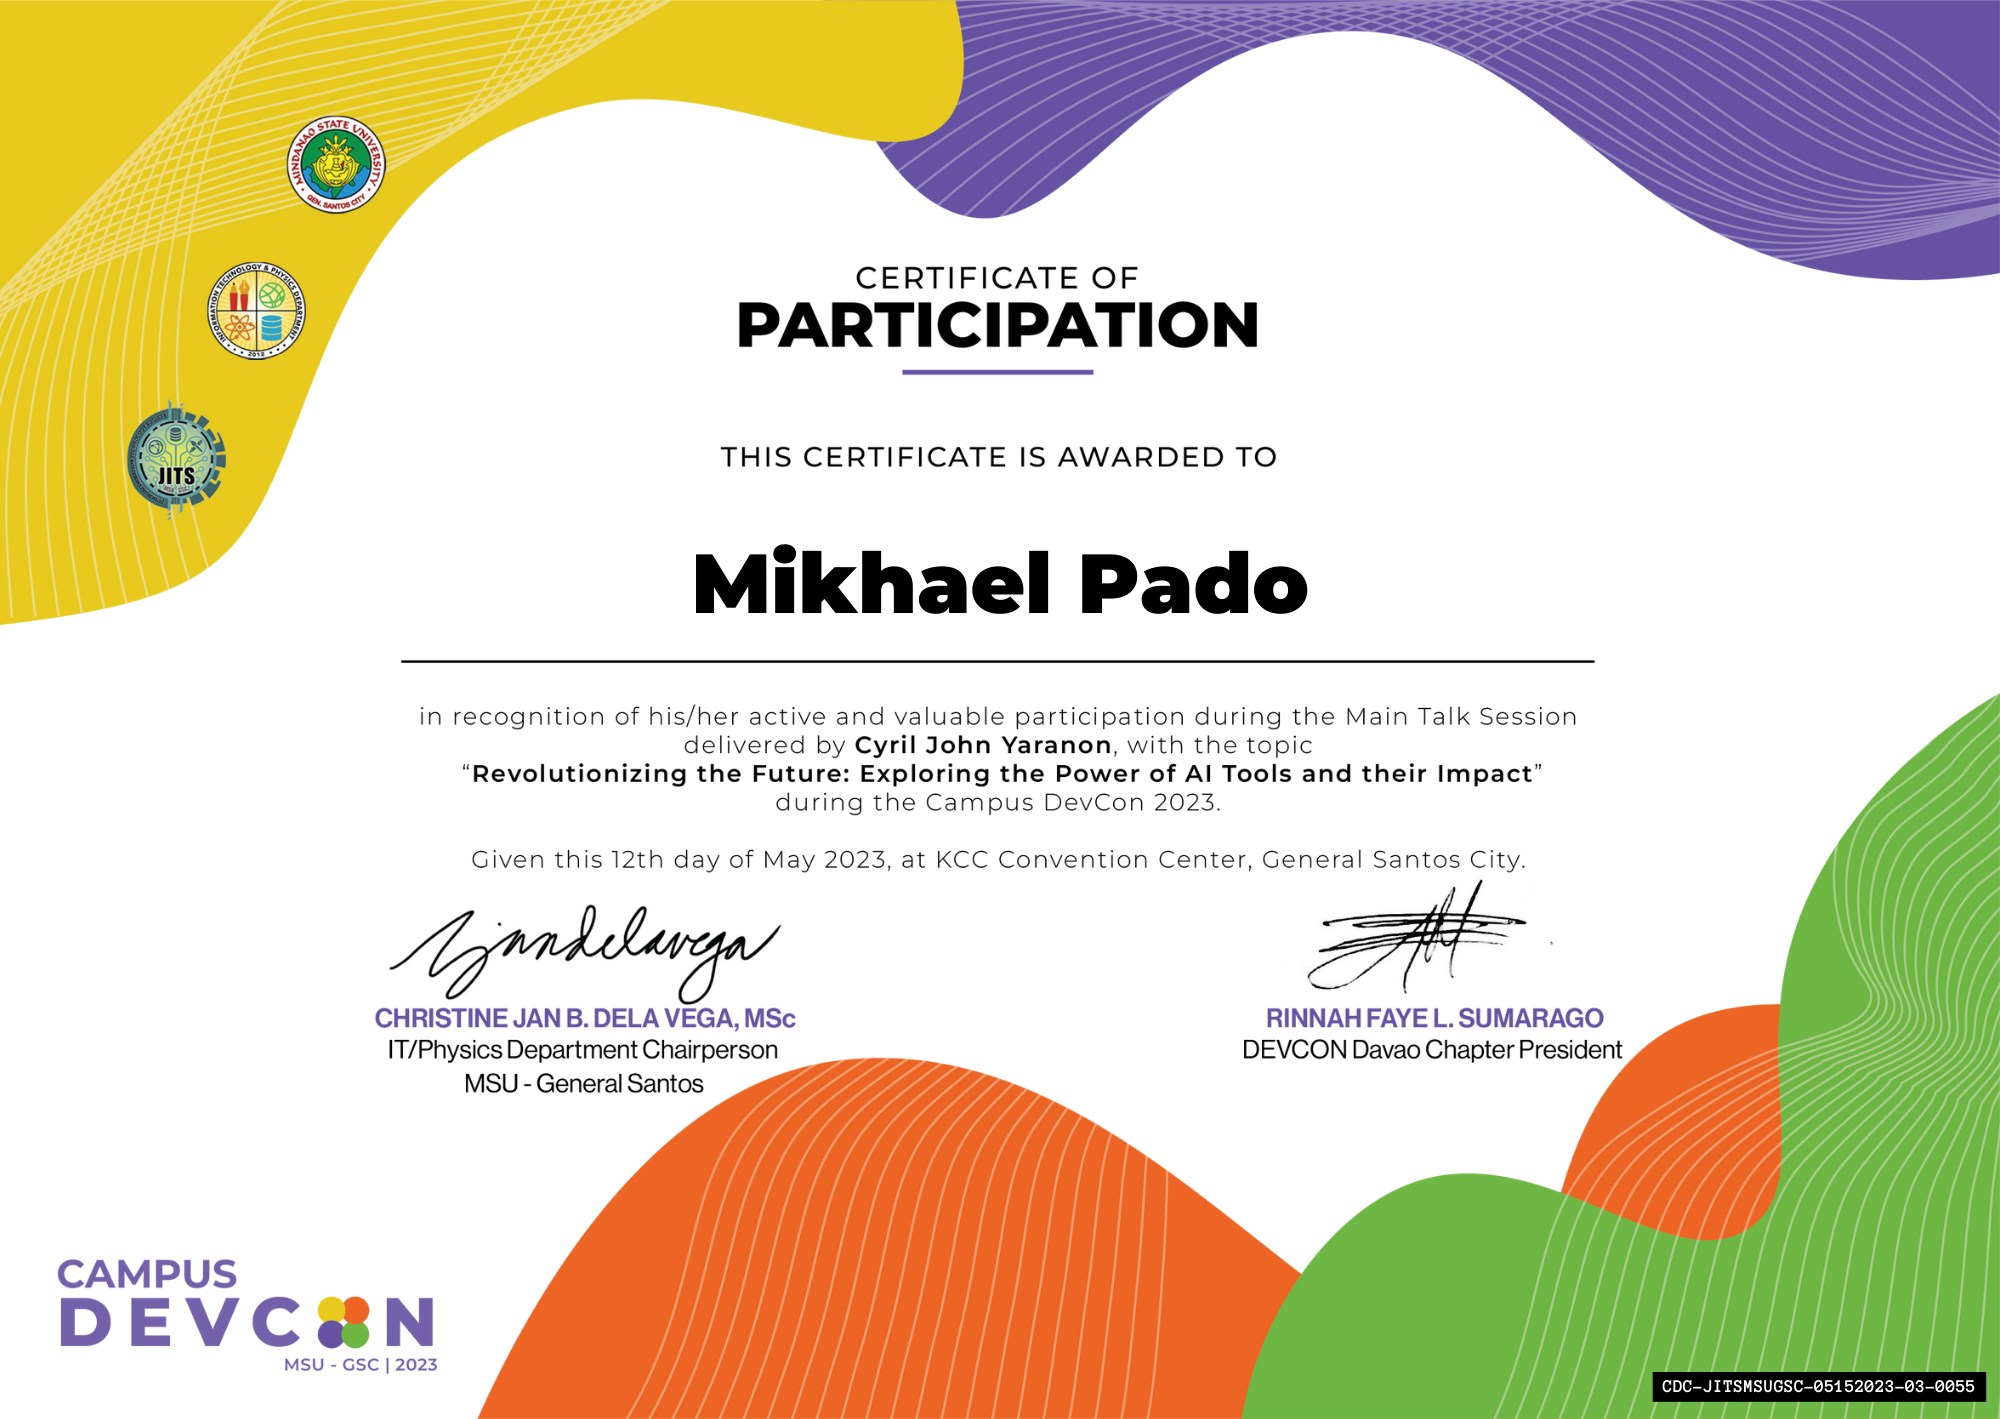 MINDANAO STATE UNIVERSITY
GEN. SANTOS CITY
INFORMATION TECHNOLOGY & PHYSICS DEPARTMENT
2012
JITS
CERTIFICATE OF
PARTICIPATION
THIS CERTIFICATE IS AWARDED TO
Mikhael Pado
in recognition of his/her active and valuable participation during the Main Talk Session
delivered by Cyril John Yaranon, with the topic
“Revolutionizing the Future: Exploring the Power of AI Tools and their Impact”
during the Campus DevCon 2023.
Given this 12th day of May 2023, at KCC Convention Center, General Santos City.
CHRISTINE JAN B. DELA VEGA, MSc
IT/Physics Department Chairperson
MSU - General Santos
RINNAH FAYE L. SUMARAGO
DEVCON Davao Chapter President
CAMPUS
DEVCON
MSU - GSC | 2023
CDC-JITSMSUGSC-05152023-03-0055